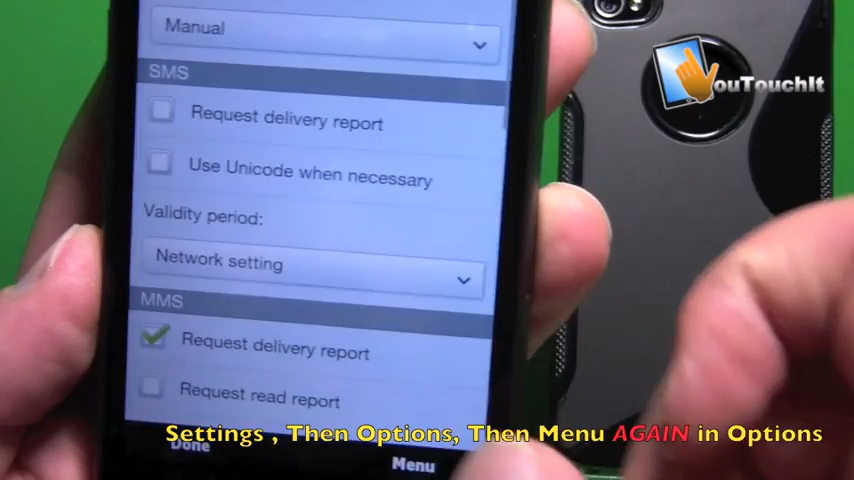 Manual
SMS
Request delivery report
Use Unicode when necessary
Validity period:
Network setting
MMS
Request delivery report
Request read report
Done
Menu
ouTouchIt
Settings , Then Options, Then Menu AGAIN in Options